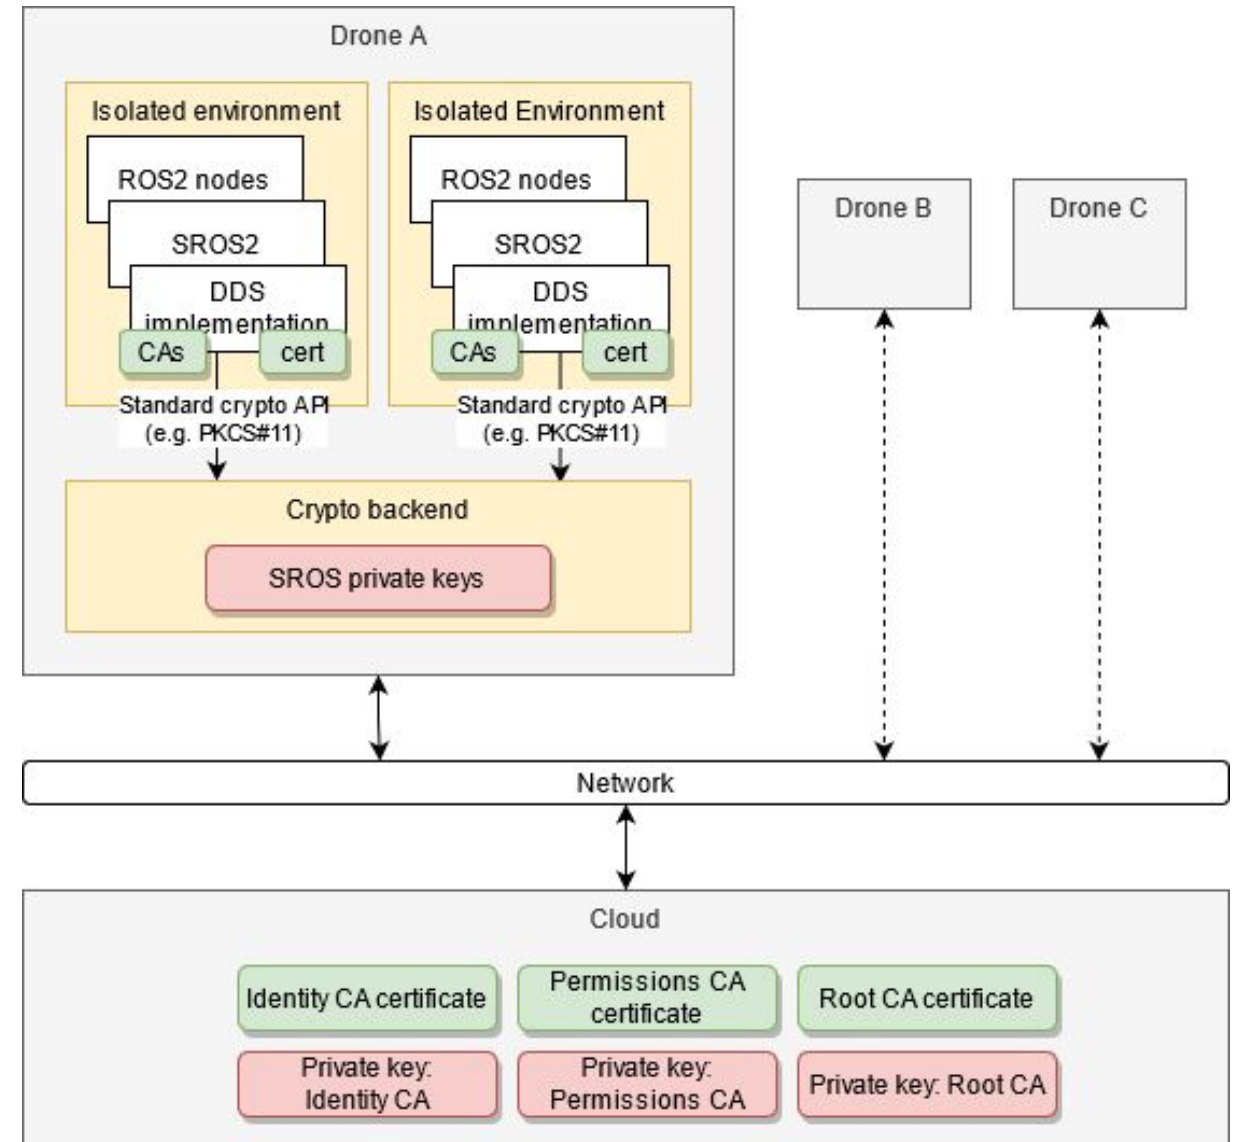 Drone A
Isolated environment
ROS2 nodes
SROS2
DDS
implementation
CAs
cert
Standard crypto API
(e.g. PKCS#11)
Isolated Environment
ROS2 nodes
SROS2
DDS
implementation
CAs
cert
Standard crypto API
(e.g. PKCS#11)
Crypto backend
SROS private keys
Drone B
Drone C
Network
Cloud
Identity CA certificate
Permissions CA
certificate
Root CA certificate
Private key:
Identity CA
Private key:
Permissions CA
Private key: Root CA